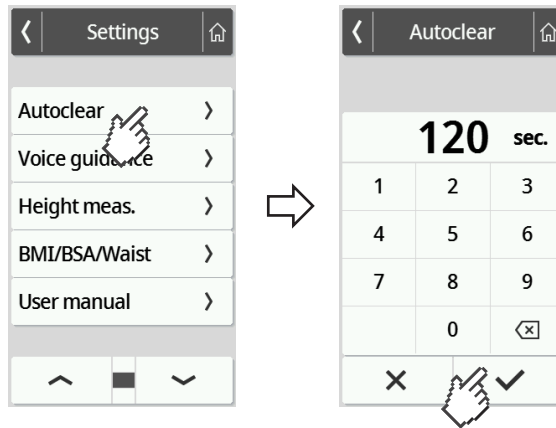 Settings
Autoclear
Voice guidance
Height meas.
BMI/BSA/Waist
User manual
Autoclear
120 sec.
1 2 3
4 5 6
7 8 9
0